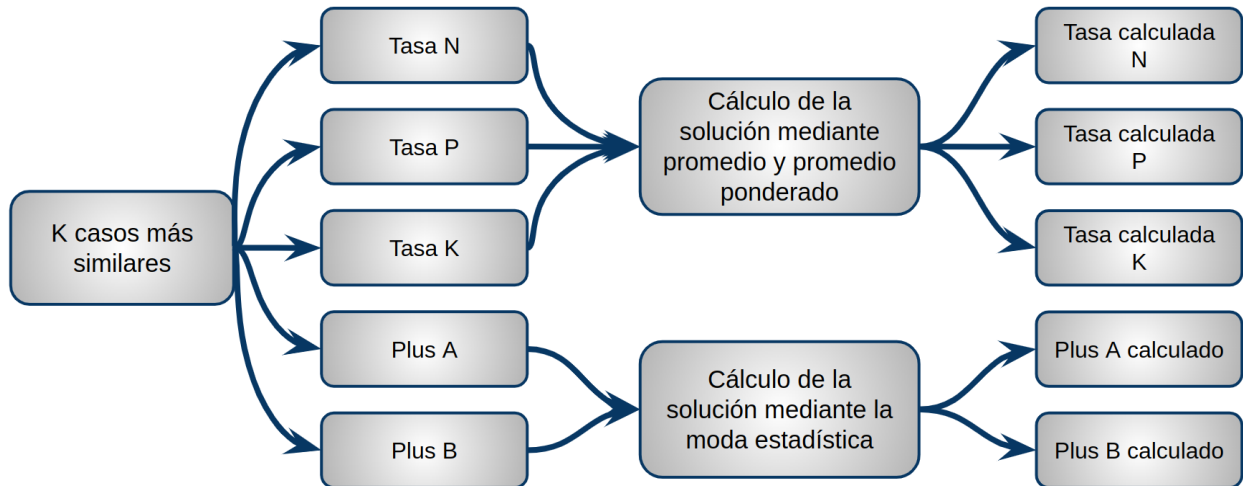 K casos más
similares
Tasa N
Tasa P
Tasa K
Plus A
Plus B
Cálculo de la
solución mediante
promedio y promedio
ponderado
Cálculo de la
solución mediante la
moda estadística
Tasa calculada
N
Tasa calculada
P
Tasa calculada
K
Plus A calculado
Plus B calculado